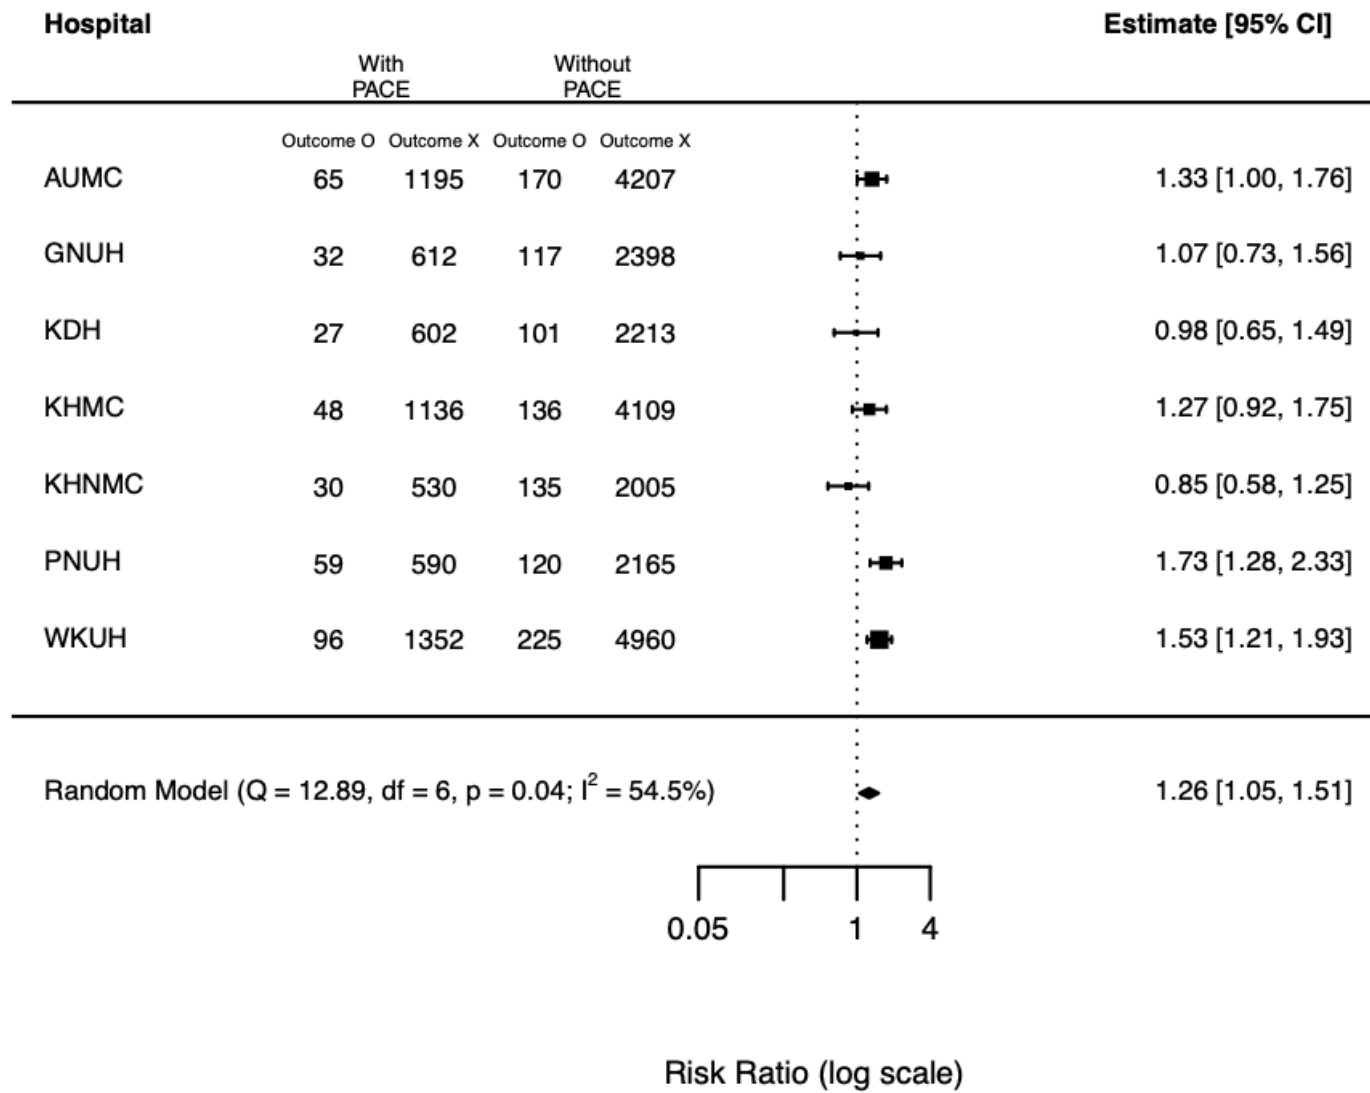 Hospital Estimate [95% CI]
With Without
PACE PACE
Outcome O Outcome X Outcome O Outcome X
AUMC 65 1195 170 4207 1.33 [1.00, 1.76]
GNUH 32 612 117 2398 1.07 [0.73, 1.56]
KDH 27 602 101 2213 0.98 [0.65, 1.49]
KHMC 48 1136 136 4109 1.27 [0.92, 1.75]
KHNMC 30 530 135 2005 0.85 [0.58, 1.25]
PNUH 59 590 120 2165 1.73 [1.28, 2.33]
WKUH 96 1352 225 4960 1.53 [1.21, 1.93]
Random Model (Q = 12.89, df = 6, p = 0.04; I² = 54.5%) 1.26 [1.05, 1.51]
0.05 1 4
Risk Ratio (log scale)